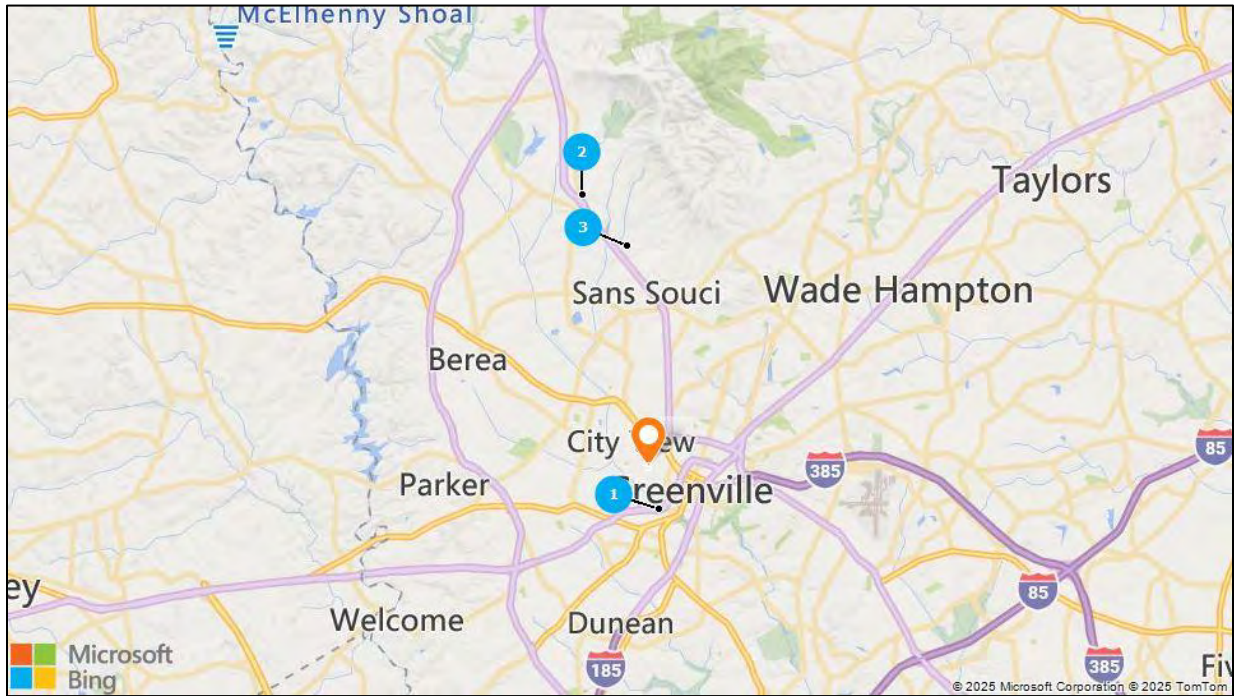 McElhenny Shoal
2
Taylors
3
Sans Souci
Wade Hampton
Berea
City
Greenville
385
85
Parker
1
85
ey
Welcome
Dunean
185
385
Fiv
Microsoft
Bing
© 2025 Microsoft Corporation © 2025 TomTom